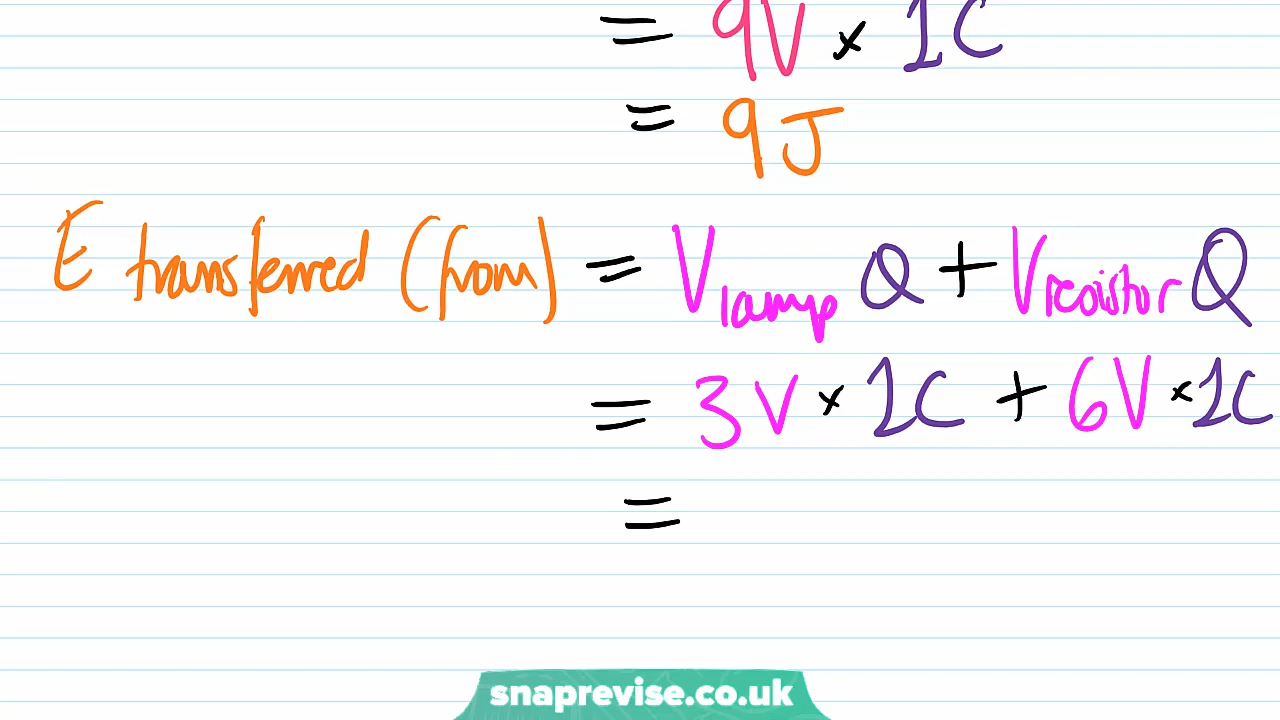 = 9V × 1C
= 9J
E transferred (from) = Vlamp Q + Vresistor Q
= 3V × 1C + 6V × 1C
=
snaprevise.co.uk